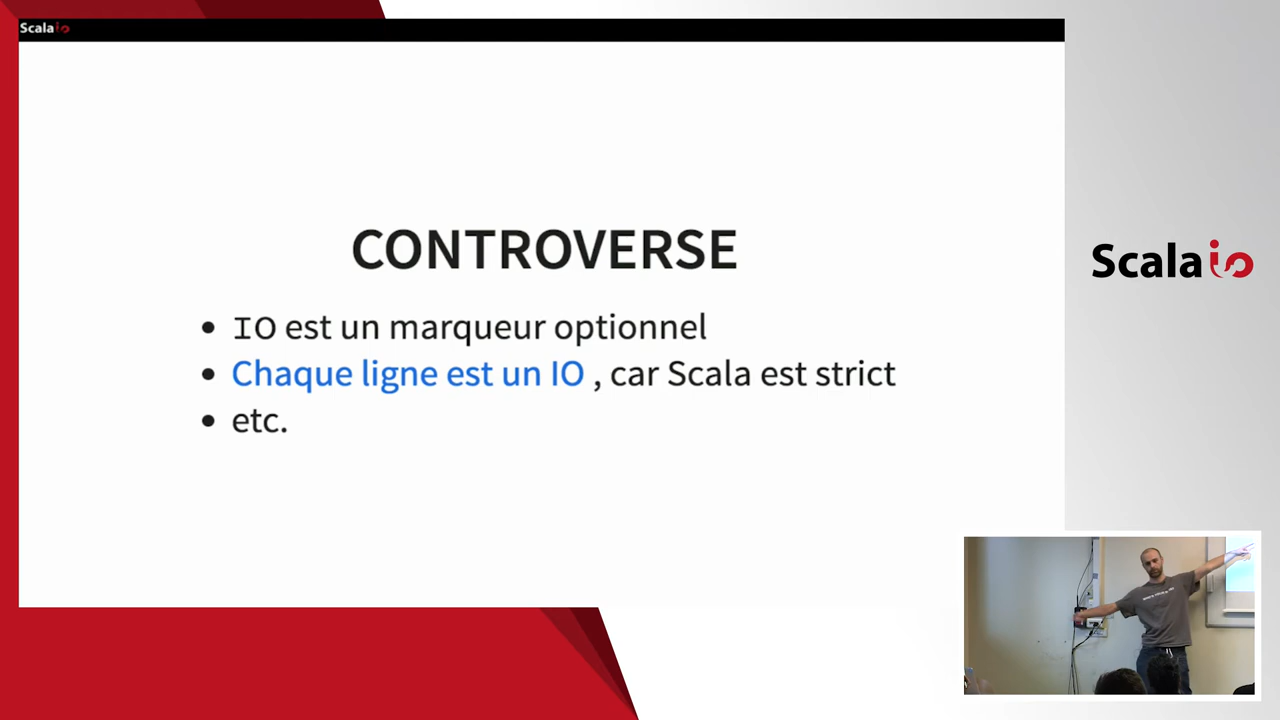 Scalaio
CONTROVERSE
• IO est un marqueur optionnel
• Chaque ligne est un IO , car Scala est strict
• etc.
Scalaio